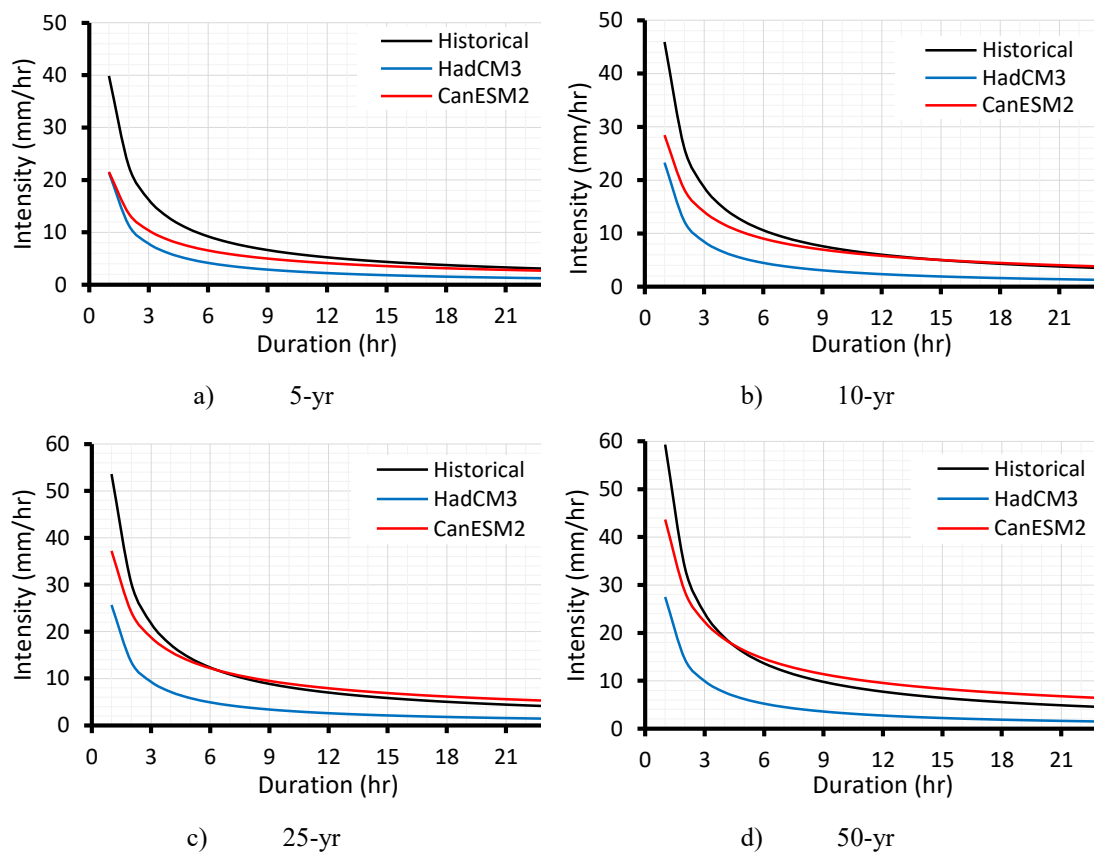 50
40
30
20
10
0
Intensity (mm/hr)
Historical
HadCM3
CanESM2
0 3 6 9 12 15 18 21
Duration (hr)
a) 5-yr
50
40
30
20
10
0
Intensity (mm/hr)
Historical
HadCM3
CanESM2
0 3 6 9 12 15 18 21
Duration (hr)
b) 10-yr
60
50
40
30
20
10
0
Intensity (mm/hr)
Historical
HadCM3
CanESM2
0 3 6 9 12 15 18 21
Duration (hr)
c) 25-yr
60
50
40
30
20
10
0
Intensity (mm/hr)
Historical
HadCM3
CanESM2
0 3 6 9 12 15 18 21
Duration (hr)
d) 50-yr